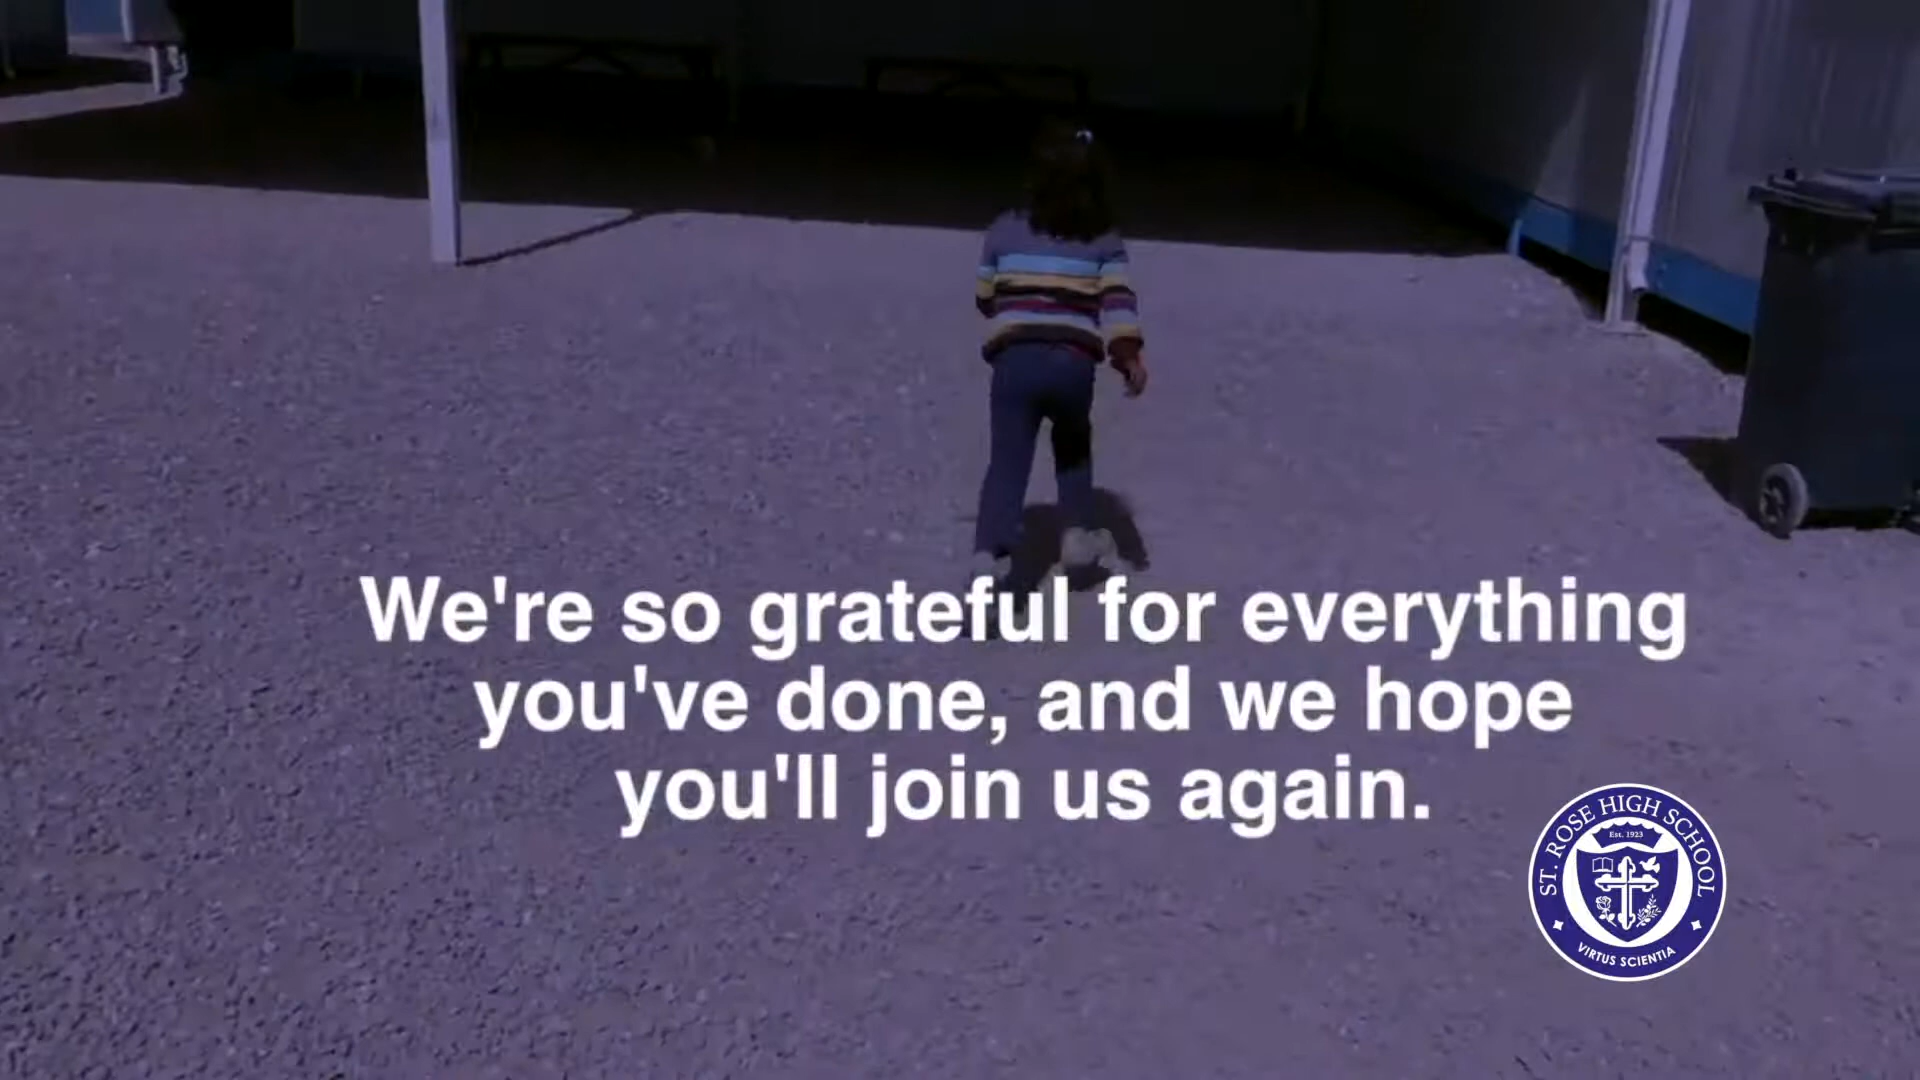 We're so grateful for everything
you've done, and we hope
you'll join us again.
ST. ROSE HIGH SCHOOL
Est. 1923
VIRTUS SCIENTIA